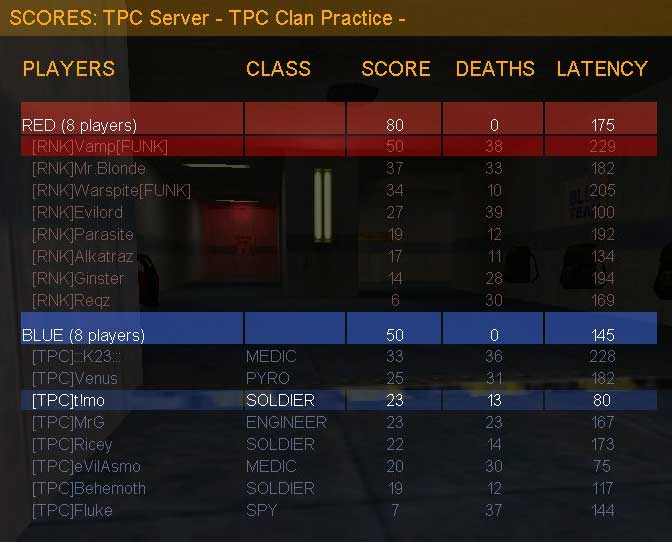 SCORES: TPC Server - TPC Clan Practice -
PLAYERS CLASS SCORE DEATHS LATENCY
RED (8 players) 80 0 175
[RNK]Vamp[FUNK] 50 38 229
[RNK]Mr.Blonde 37 33 182
[RNK]Warspite[FUNK] 34 10 205
[RNK]Evilord 27 39 100
[RNK]Parasite 19 12 192
[RNK]Alkatraz 17 11 134
[RNK]Ginster 14 28 194
[RNK]Reqz 6 30 169
BLUE (8 players) 50 0 145
[TPC]:::K23::: MEDIC 33 36 228
[TPC]Venus PYRO 25 31 182
[TPC]t!mo SOLDIER 23 13 80
[TPC]MrG ENGINEER 23 23 167
[TPC]Ricey SOLDIER 22 14 173
[TPC]eVilAsmo MEDIC 20 30 75
[TPC]Behemoth SOLDIER 19 12 117
[TPC]Fluke SPY 7 37 144
BLUE
TEAM